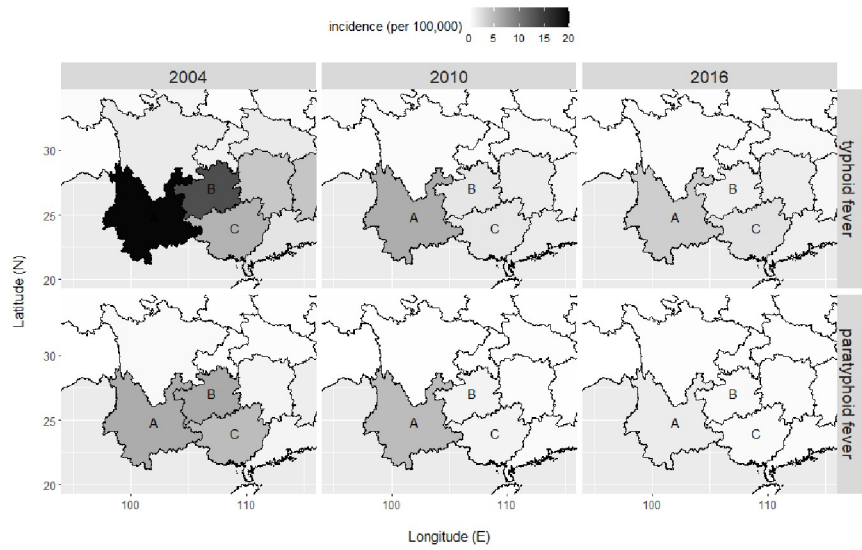 incidence (per 100,000)
0 5 10 15 20
2004 2010 2016
30
25
20
A B C
A B C
A B C
typhoid fever
Latitude (N)
30
25
20
A B C
A B C
A B C
paratyphoid fever
100 110 100 110 100 110
Longitude (E)